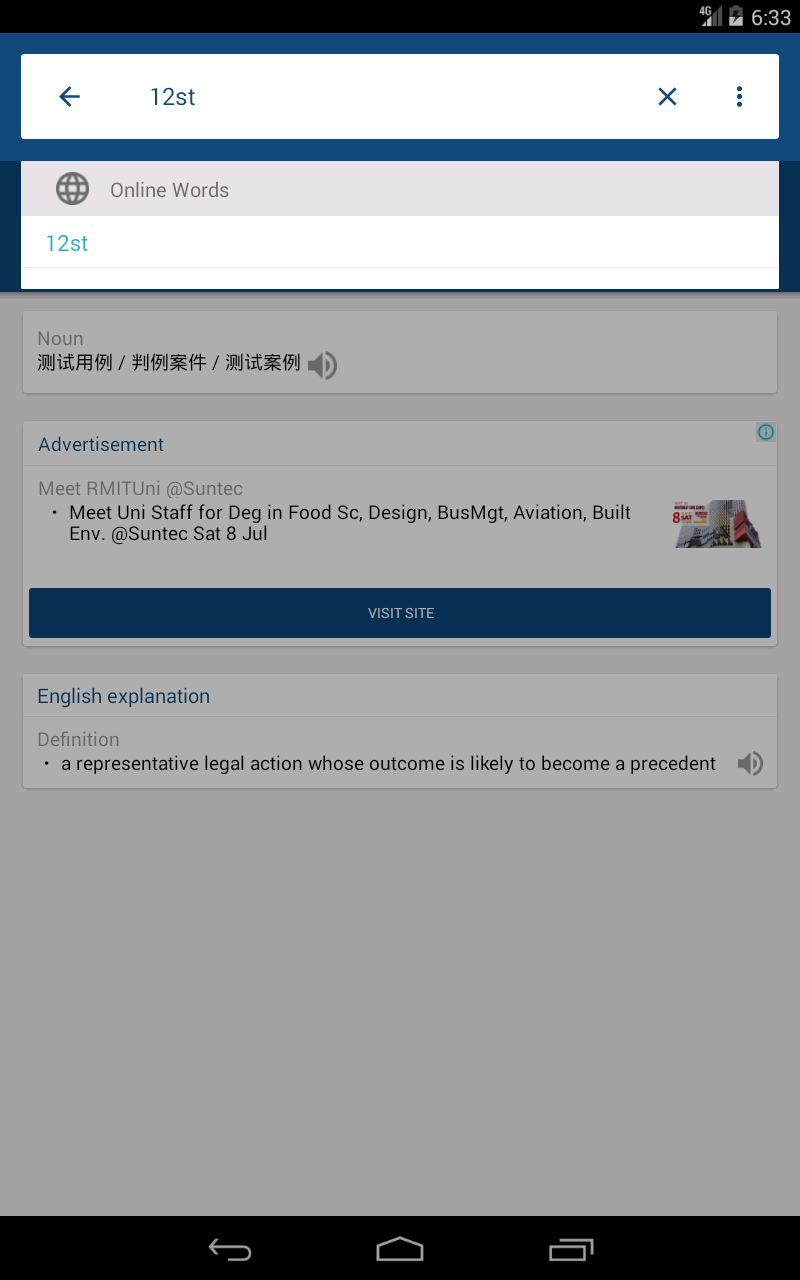 4G 6:33
12st
Online Words
12st
Noun
测试用例 / 判例案件 / 测试案例
Advertisement
Meet RMITUni @Suntec
• Meet Uni Staff for Deg in Food Sc, Design, BusMgt, Aviation, Built
Env. @Suntec Sat 8 Jul
8 SAT
VISIT SITE
English explanation
Definition
• a representative legal action whose outcome is likely to become a precedent